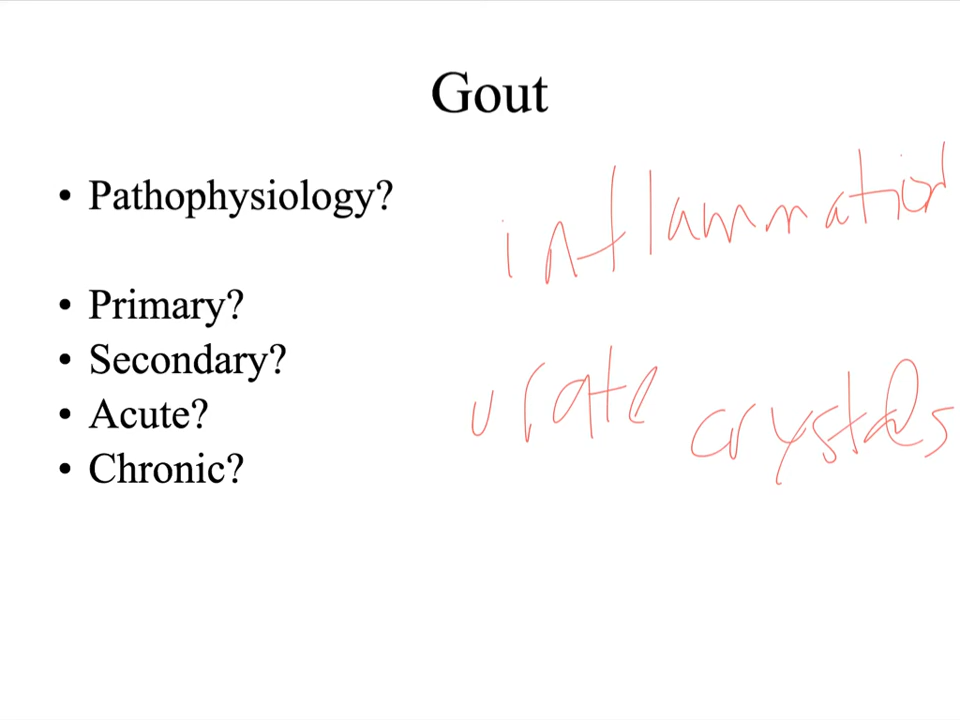 Gout
• Pathophysiology?
inflammation
• Primary?
• Secondary?
urate crystals
• Acute?
• Chronic?